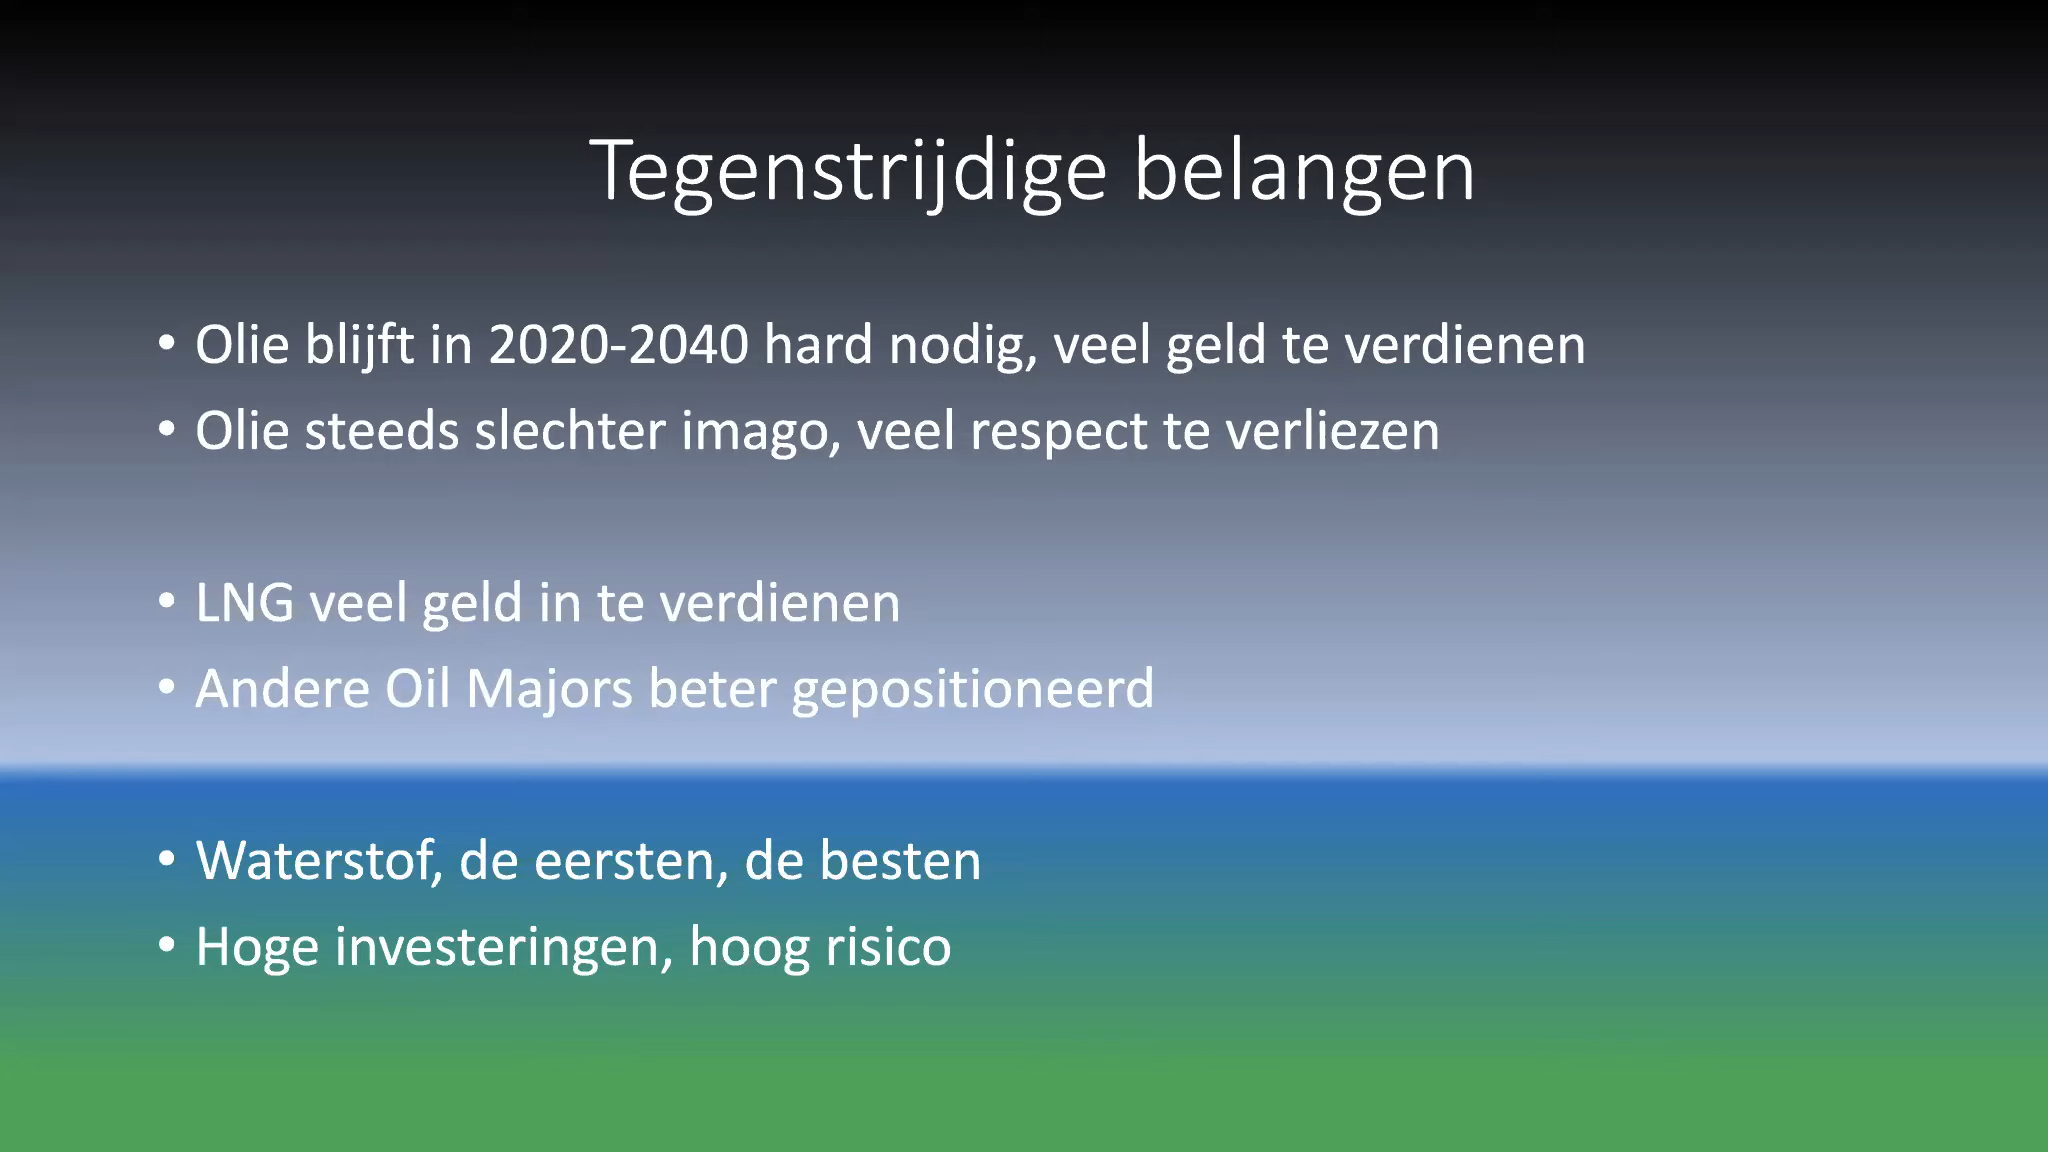 Tegenstrijdige belangen
• Olie blijft in 2020-2040 hard nodig, veel geld te verdienen
• Olie steeds slechter imago, veel respect te verliezen
• LNG veel geld in te verdienen
• Andere Oil Majors beter gepositioneerd
• Waterstof, de eersten, de besten
• Hoge investeringen, hoog risico